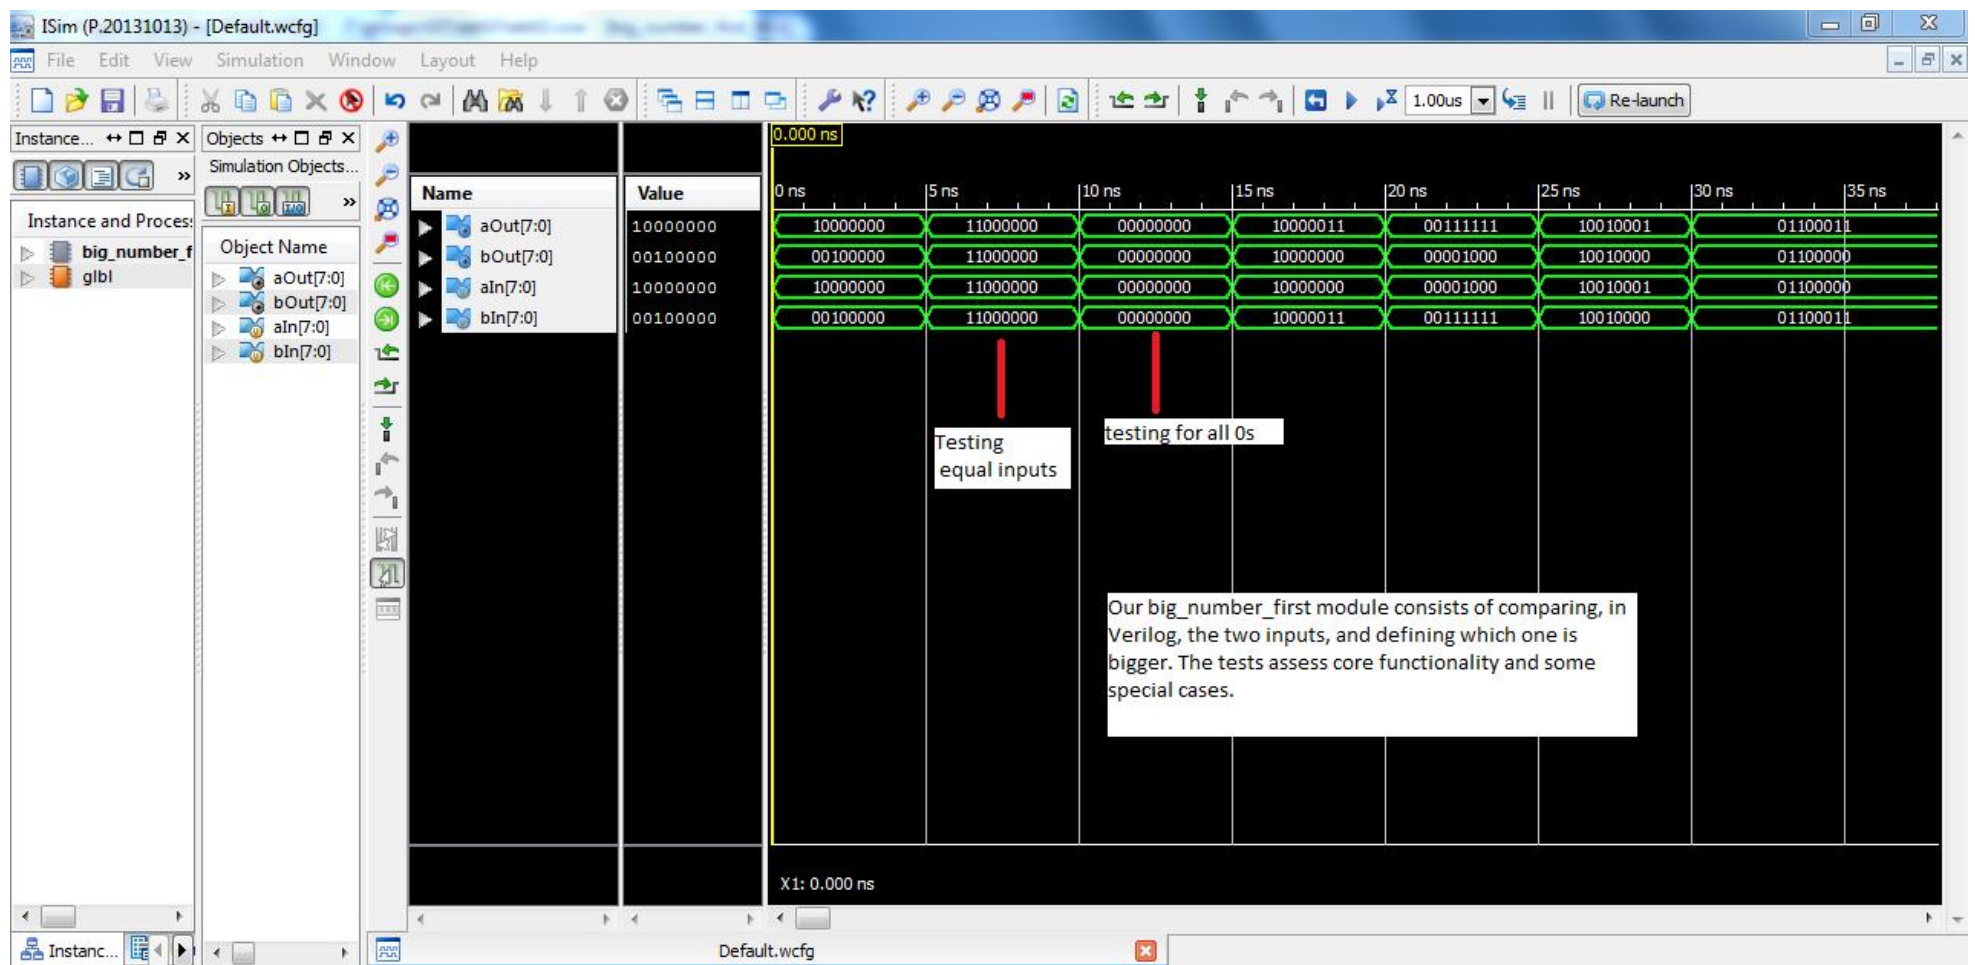 ISim (P.20131013) - [Default.wcfg]
File Edit View Simulation Window Layout Help
1.00us Re-launch
Instance... Objects
Simulation Objects...
Instance and Proces
big_number_f
glbl
Object Name
aOut[7:0]
bOut[7:0]
aIn[7:0]
bIn[7:0]
Name Value
0.000 ns
0 ns 5 ns 10 ns 15 ns 20 ns 25 ns 30 ns 35 ns
aOut[7:0] 10000000 10000000 11000000 00000000 10000011 00111111 10010001 01100011
bOut[7:0] 00100000 00100000 11000000 00000000 10000000 00001000 10010000 01100000
aIn[7:0] 10000000 10000000 11000000 00000000 10000000 00001000 10010001 01100000
bIn[7:0] 00100000 00100000 11000000 00000000 10000011 00111111 10010000 01100011
Testing
equal inputs
testing for all 0s
Our big_number_first module consists of comparing, in
Verilog, the two inputs, and defining which one is
bigger. The tests assess core functionality and some
special cases.
X1: 0.000 ns
Instanc...
Default.wcfg